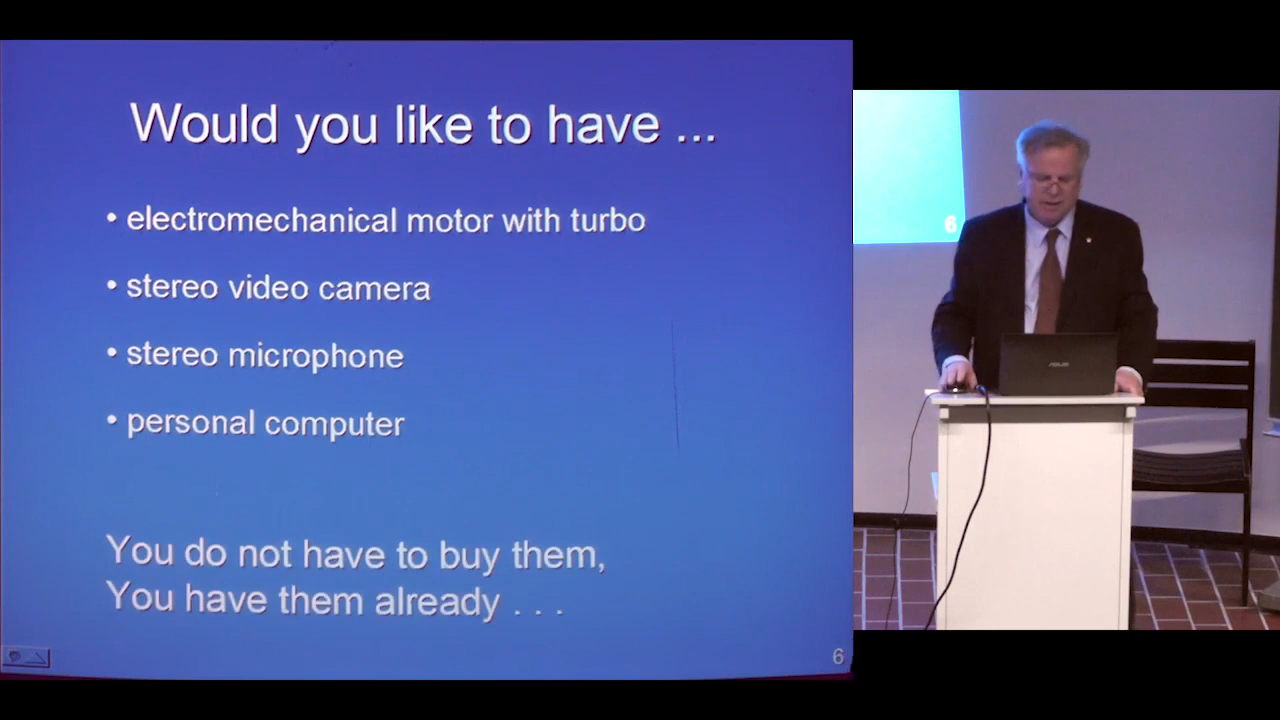 Would you like to have ...
• electromechanical motor with turbo
• stereo video camera
• stereo microphone
• personal computer
You do not have to buy them,
You have them already . . .
6
6
ASUS